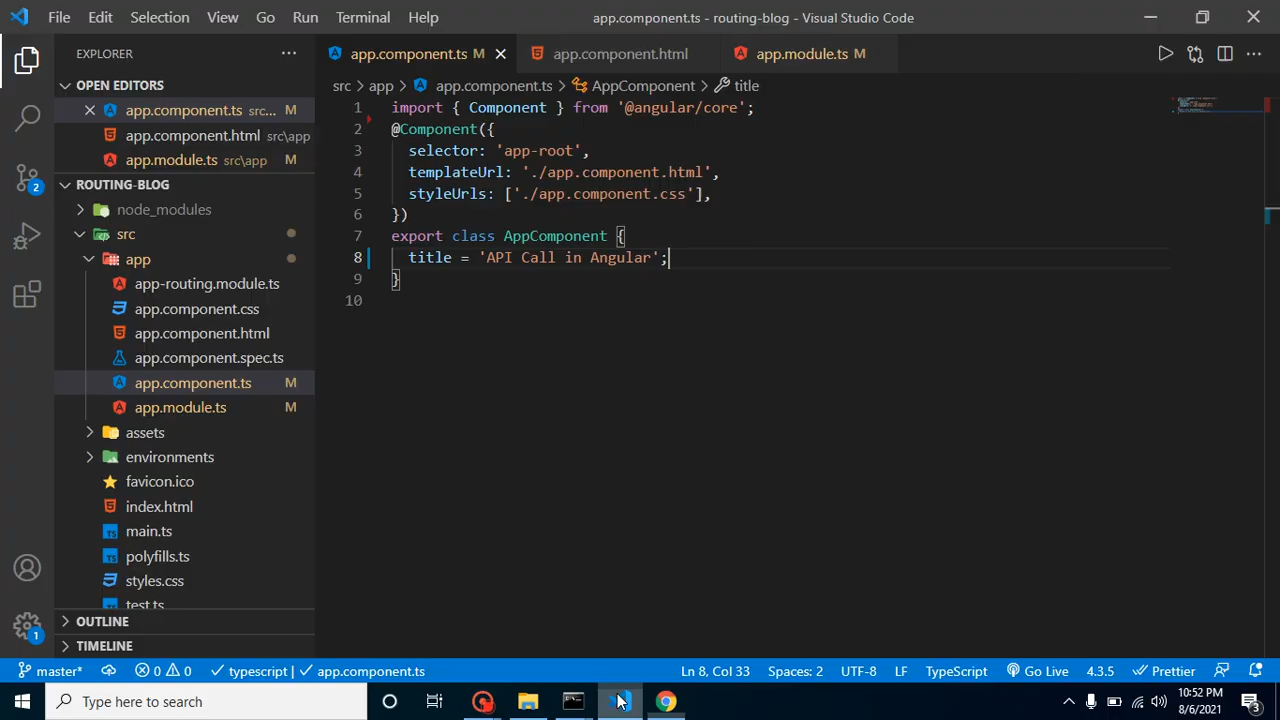 File Edit Selection View Go Run Terminal Help app.component.ts - routing-blog - Visual Studio Code
EXPLORER
app.component.ts M
app.component.html
app.module.ts M
OPEN EDITORS
app.component.ts src... M
app.component.html src\app
app.module.ts src\app M
ROUTING-BLOG
node_modules
src
app
app-routing.module.ts
app.component.css
app.component.html
app.component.spec.ts
app.component.ts M
app.module.ts M
assets
environments
favicon.ico
index.html
main.ts
polyfills.ts
styles.css
test.ts
OUTLINE
TIMELINE
2
1
src > app > app.component.ts > AppComponent > title
1 import { Component } from '@angular/core';
2 @Component({
3 selector: 'app-root',
4 templateUrl: './app.component.html',
5 styleUrls: ['./app.component.css'],
6 })
7 export class AppComponent {
8 title = 'API Call in Angular';
9 }
10
master* 0 0 typescript | app.component.ts Ln 8, Col 33 Spaces: 2 UTF-8 LF TypeScript Go Live 4.3.5 Prettier
Type here to search
10:52 PM
8/6/2021
3